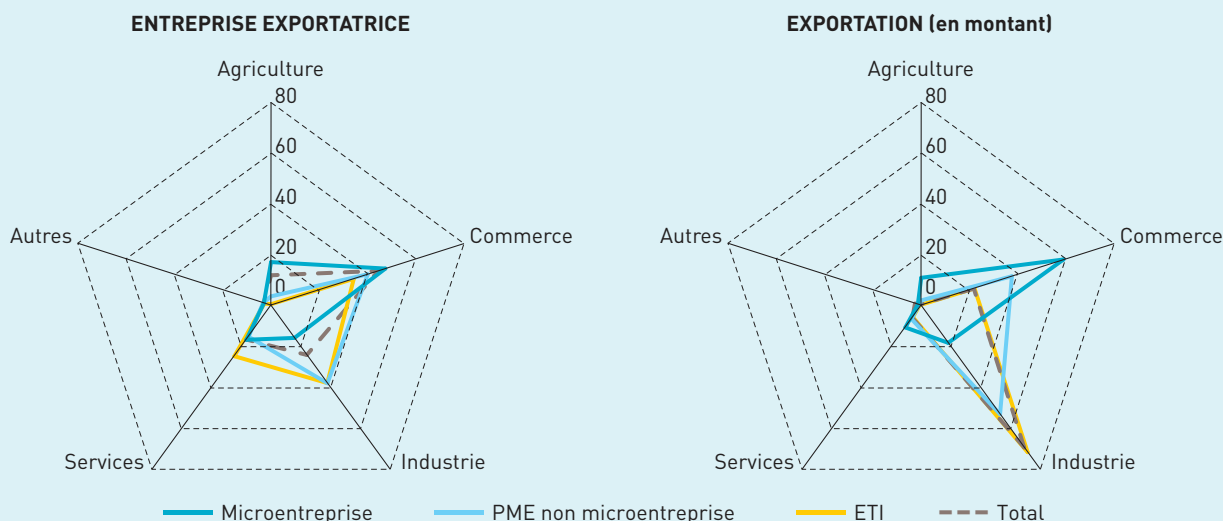 ENTREPRISE EXPORTATRICE
Agriculture
80
60
40
20
0
Autres
Commerce
Services
Industrie
EXPORTATION (en montant)
Agriculture
80
60
40
20
0
Autres
Commerce
Services
Industrie
Microentreprise PME non microentreprise ETI Total